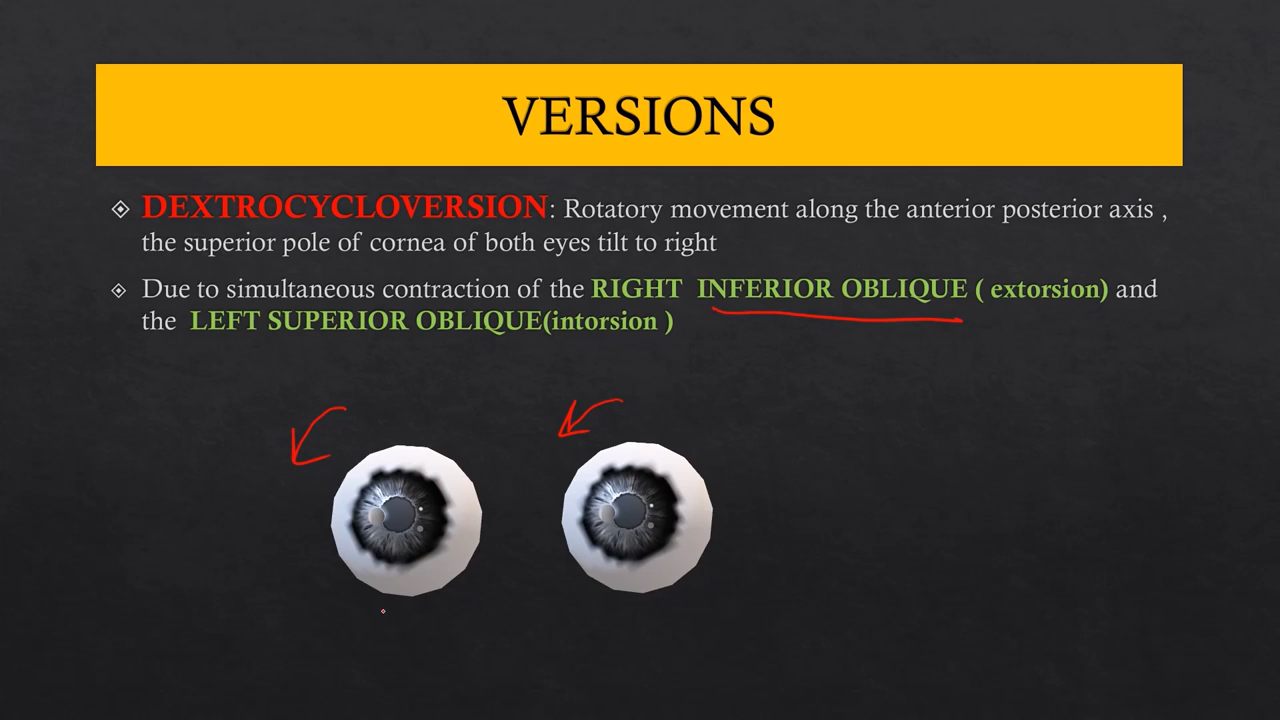 VERSIONS
DEXTROCYCLOVERSION: Rotatory movement along the anterior posterior axis ,
the superior pole of cornea of both eyes tilt to right
Due to simultaneous contraction of the RIGHT INFERIOR OBLIQUE ( extorsion) and
the LEFT SUPERIOR OBLIQUE(intorsion )